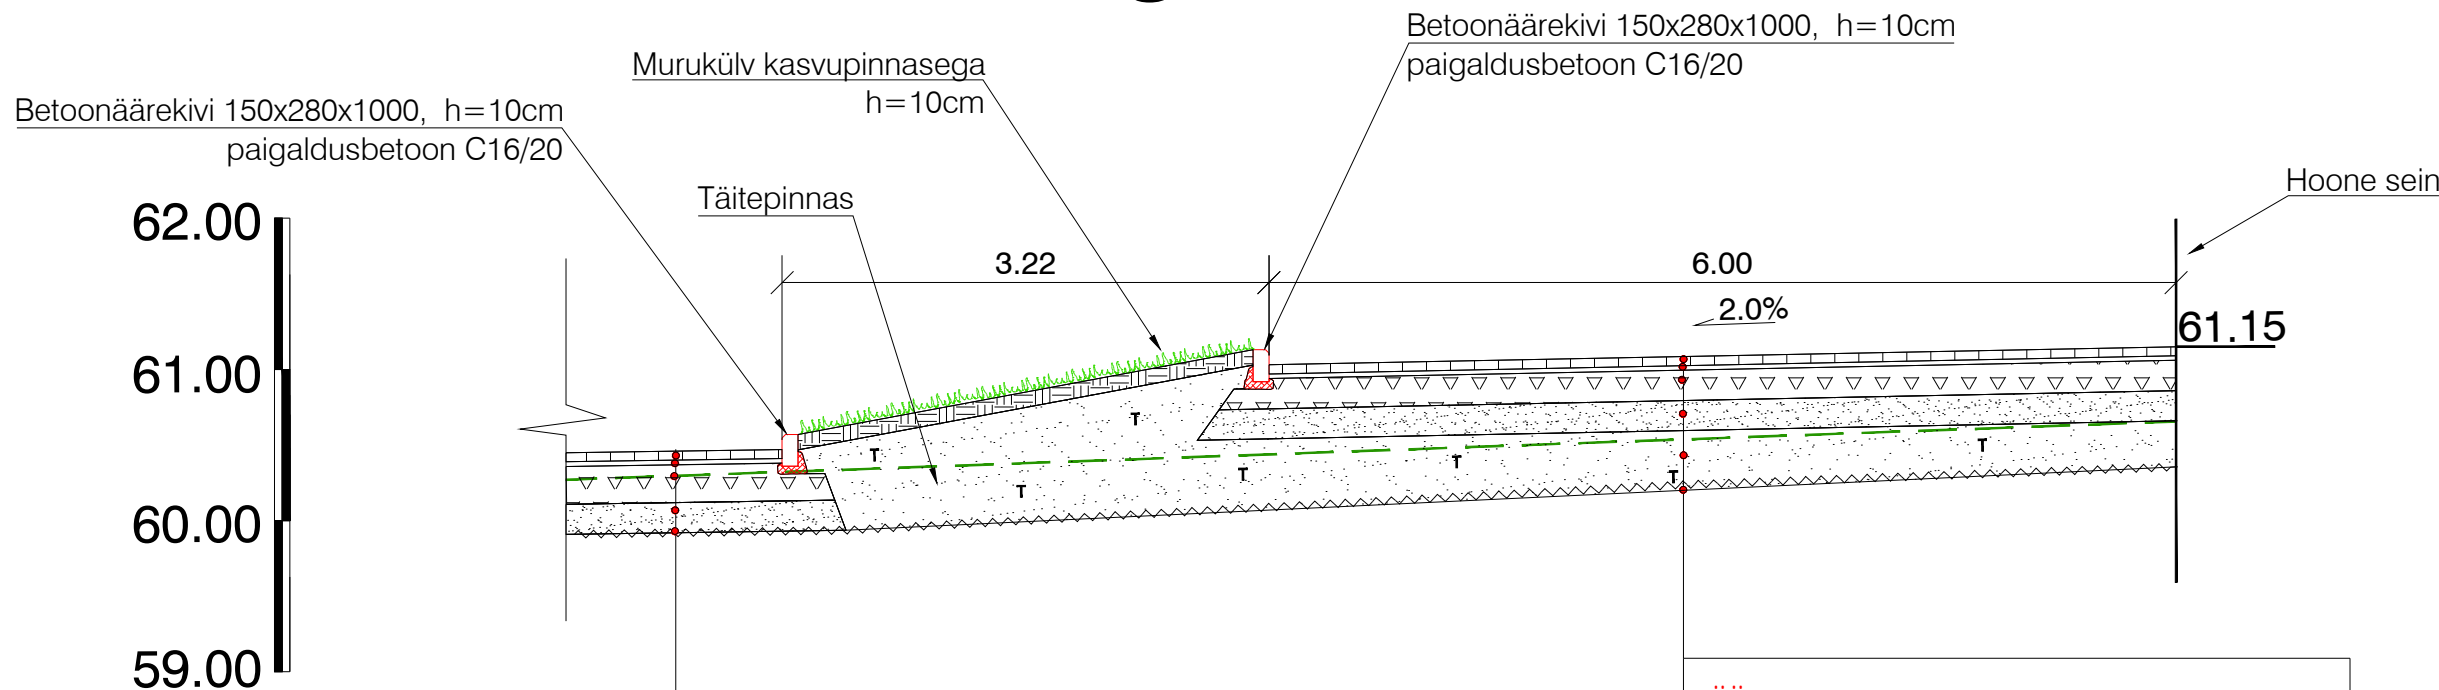 Betoonäärekivi 150x280x1000, h=10cm
paigaldusbetoon C16/20
Murukülv kasvupinnasega
h=10cm
Betoonäärekivi 150x280x1000, h=10cm
paigaldusbetoon C16/20
Täitepinnas
Hoone sein
62.00
3.22
6.00
2.0%
61.15
61.00
T
T
T
T
T
T
T
60.00
59.00